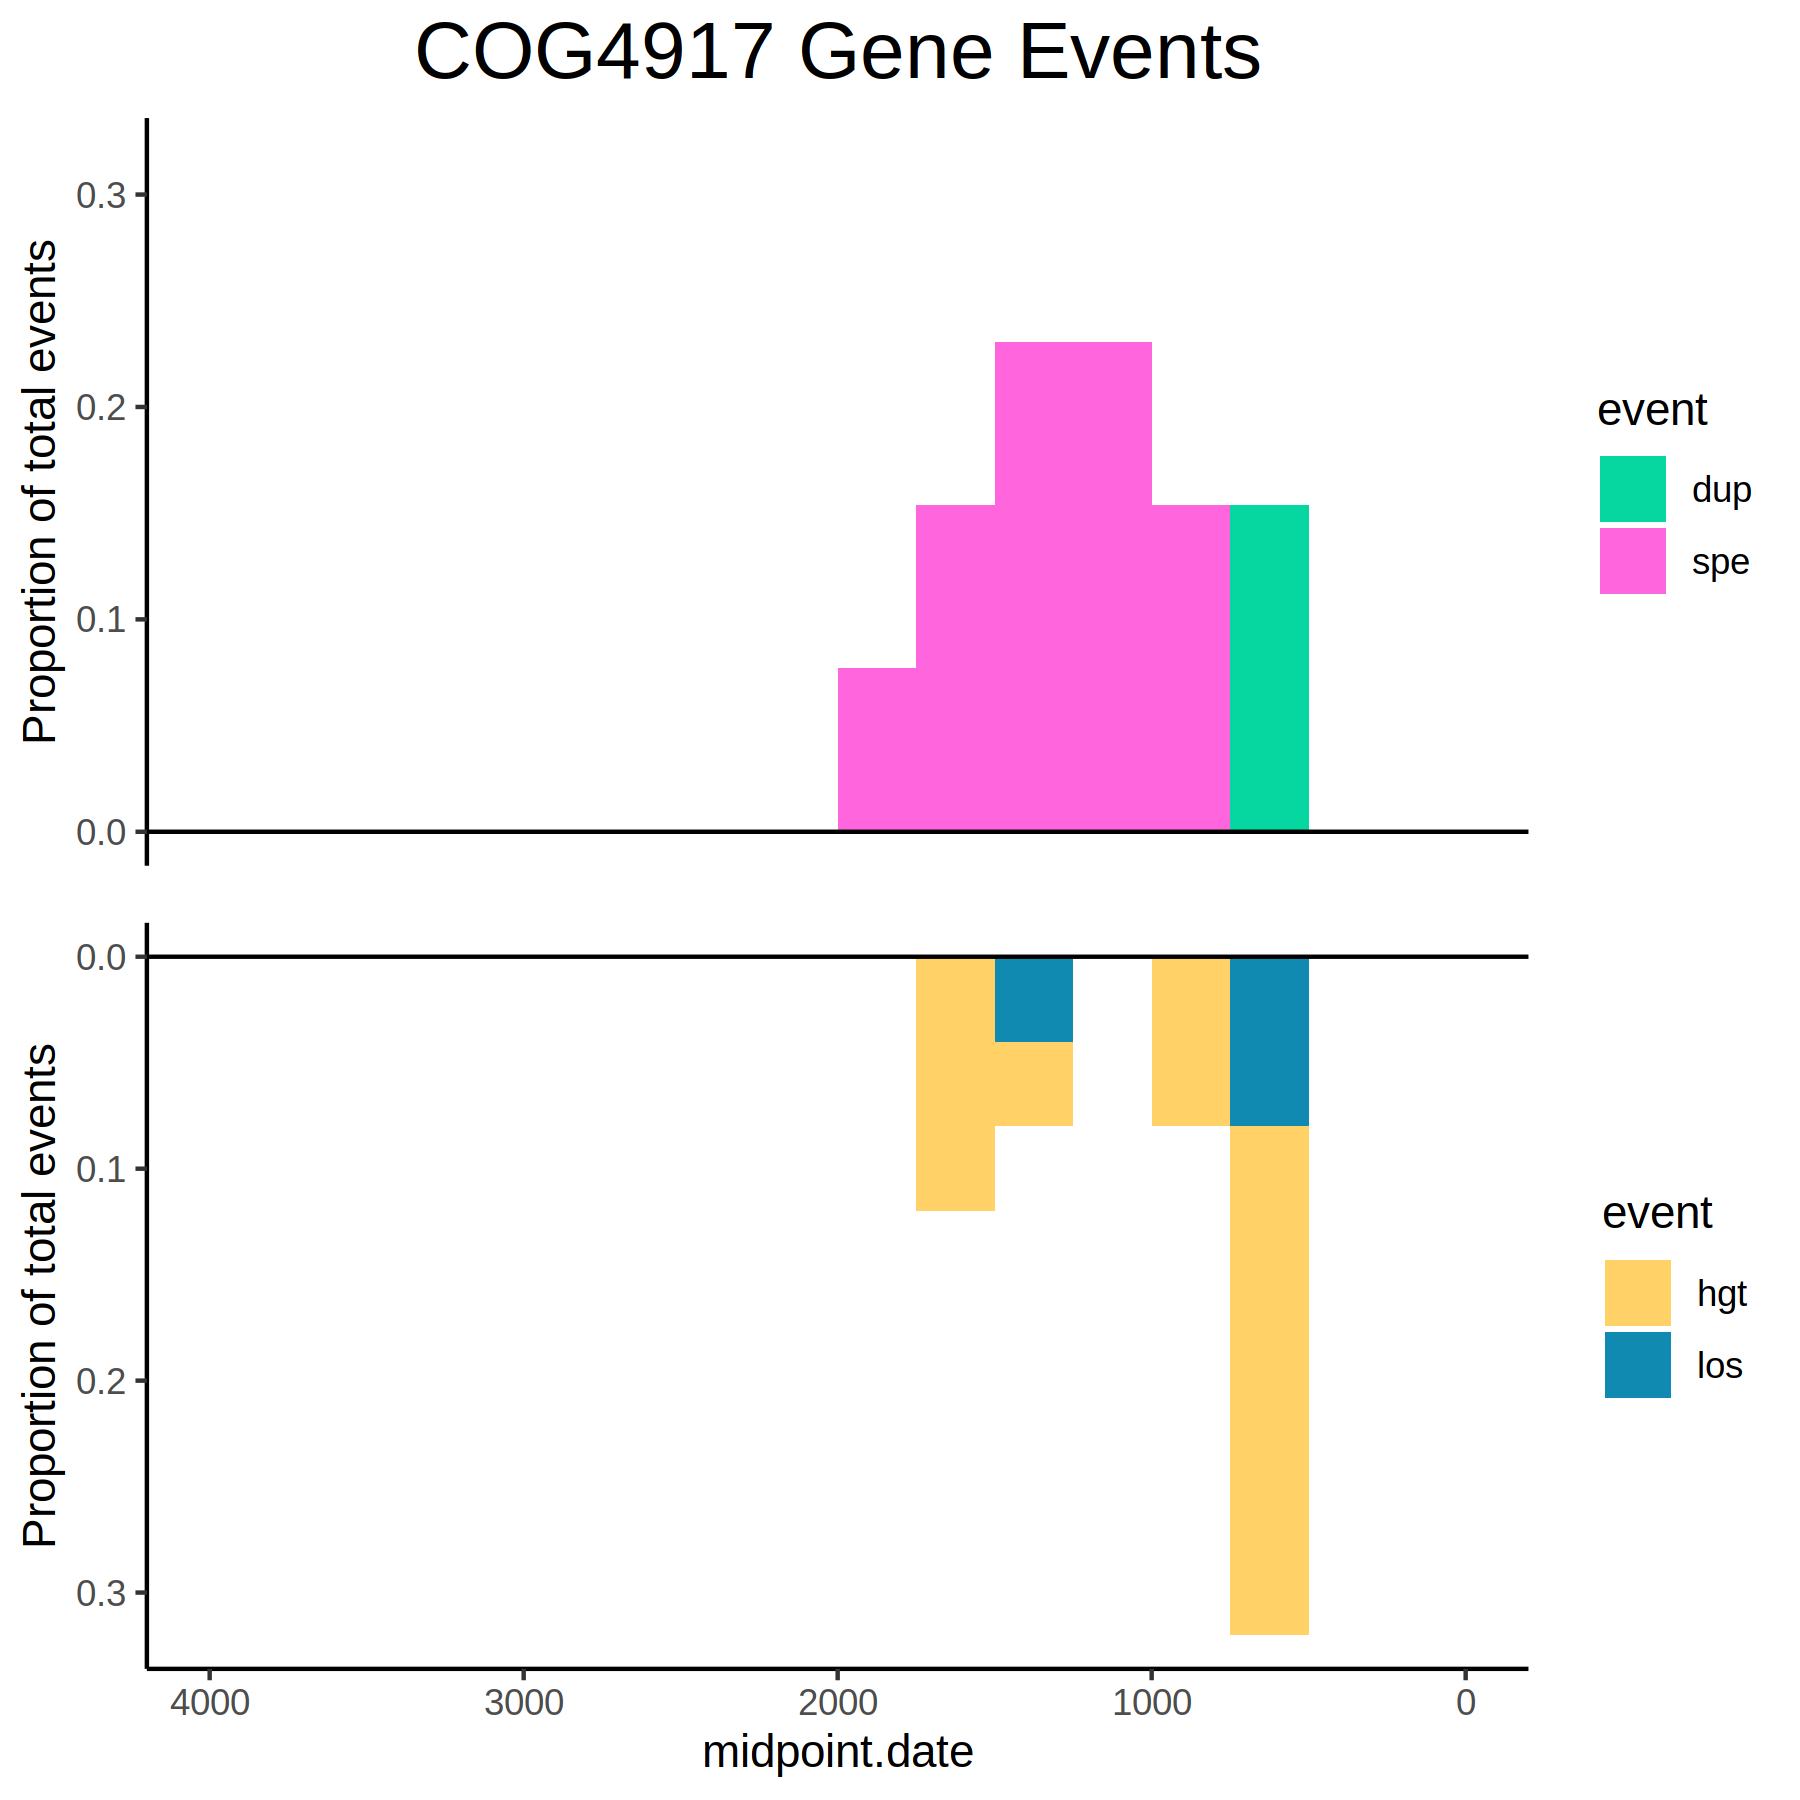 COG4917 Gene Events
Proportion of total events
0.3
0.2
0.1
0.0
event
dup
spe
Proportion of total events
0.0
0.1
0.2
0.3
event
hgt
los
4000 3000 2000 1000 0
midpoint.date